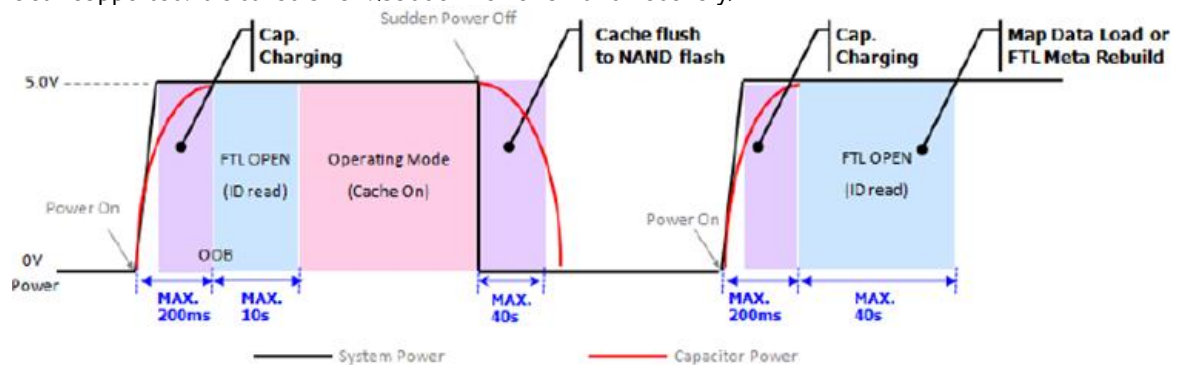 Sudden Power Off
Cap.
Charging
Cache flush
to NAND flash
Cap.
Charging
Map Data Load or
FTL Meta Rebuild
5.0V
FTL OPEN
(ID read)
Operating Mode
(Cache On)
FTL OPEN
(ID read)
Power On
Power On
OOB
0V
Power
MAX.
200ms
MAX.
10s
MAX.
40s
MAX.
200ms
MAX.
40s
System Power
Capacitor Power